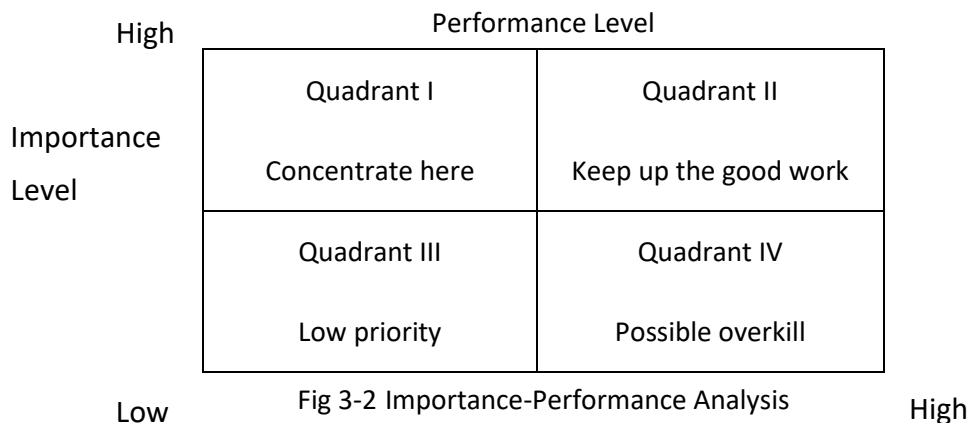 Performance Level
High
Quadrant I
Quadrant II
Importance
Level
Concentrate here
Keep up the good work
Quadrant III
Quadrant IV
Low priority
Possible overkill
Fig 3-2 Importance-Performance Analysis
Low
High